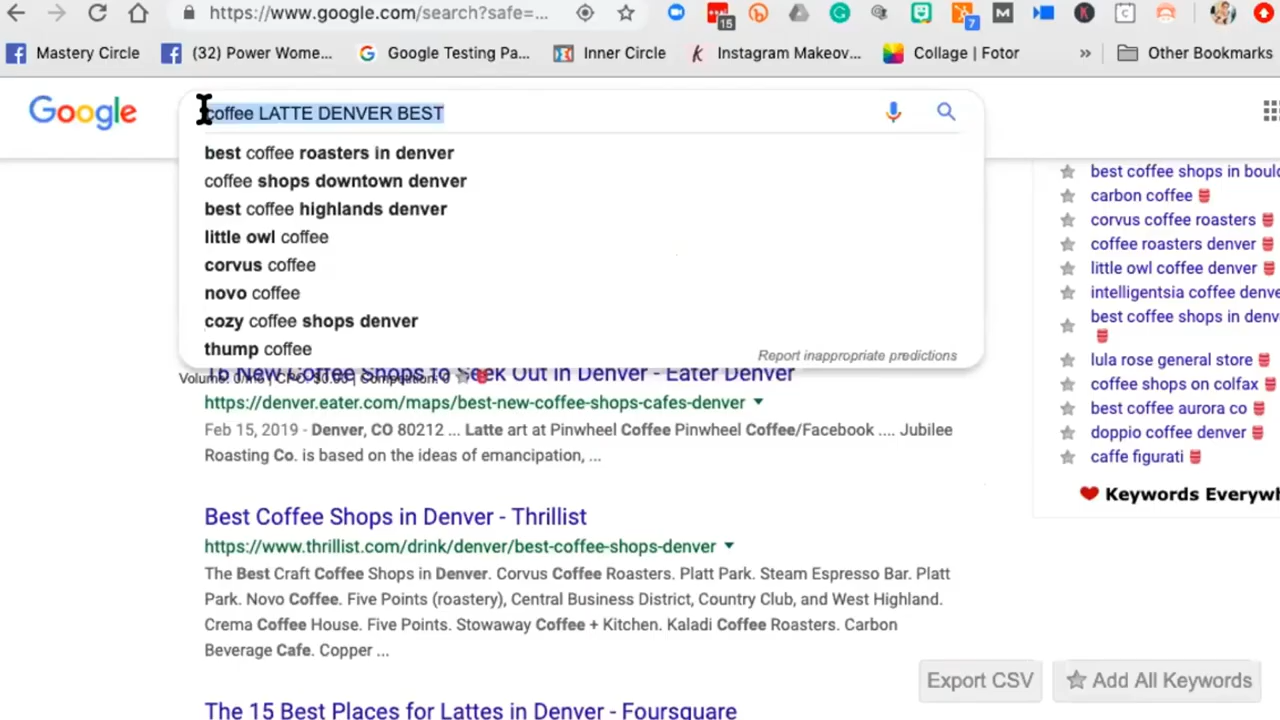 https://www.google.com/search?safe=...
15
7
Mastery Circle
(32) Power Wome...
Google Testing Pa...
Inner Circle
Instagram Makeov...
Collage | Fotor
»
Other Bookmarks
Google
coffee LATTE DENVER BEST
best coffee roasters in denver
coffee shops downtown denver
best coffee highlands denver
little owl coffee
corvus coffee
novo coffee
cozy coffee shops denver
thump coffee
Report inappropriate predictions
Volume: 0/mo | CPC: $0.00 | Competition: 0
16 New Coffee Shops to Seek Out in Denver - Eater Denver
https://denver.eater.com/maps/best-new-coffee-shops-cafes-denver
Feb 15, 2019 - Denver, CO 80212 ... Latte art at Pinwheel Coffee Pinwheel Coffee/Facebook .... Jubilee
Roasting Co. is based on the ideas of emancipation, ...
Best Coffee Shops in Denver - Thrillist
https://www.thrillist.com/drink/denver/best-coffee-shops-denver
The Best Craft Coffee Shops in Denver. Corvus Coffee Roasters. Platt Park. Steam Espresso Bar. Platt
Park. Novo Coffee. Five Points (roastery), Central Business District, Country Club, and West Highland.
Crema Coffee House. Five Points. Stowaway Coffee + Kitchen. Kaladi Coffee Roasters. Carbon
Beverage Cafe. Copper ...
The 15 Best Places for Lattes in Denver - Foursquare
best coffee shops in bould
carbon coffee
corvus coffee roasters
coffee roasters denver
little owl coffee denver
intelligentsia coffee denve
best coffee shops in denv
lula rose general store
coffee shops on colfax
best coffee aurora co
doppio coffee denver
caffe figurati
Keywords Everywh
Export CSV
Add All Keywords